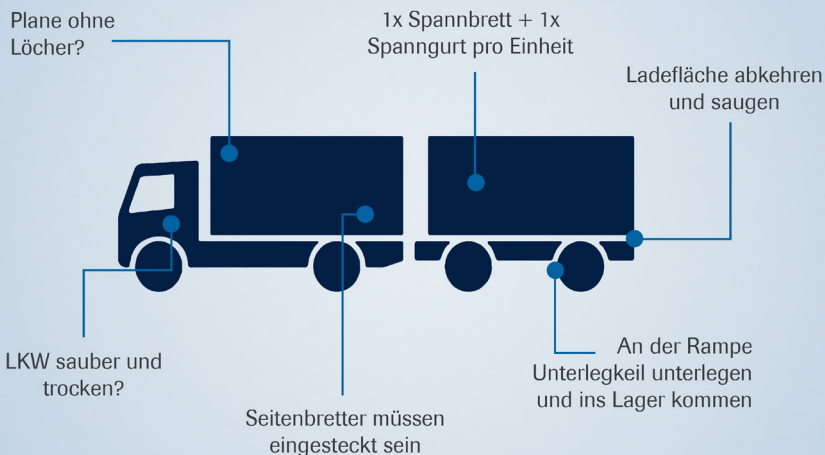 Plane ohne
Löcher?
1x Spannbrett + 1x
Spanngurt pro Einheit
Ladefläche abkehren
und saugen
LKW sauber und
trocken?
Seitenbretter müssen
eingesteckt sein
An der Rampe
Unterlegkeil unterlegen
und ins Lager kommen